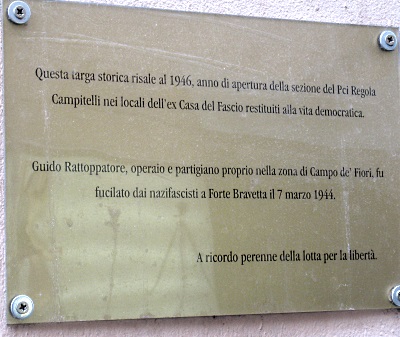 Questa targa storica risale al 1946, anno di apertura della sezione del Pci Regola
Campitelli nei locali dell'ex Casa del Fascio restituiti alla vita democratica.
Guido Rattoppatore, operaio e partigiano proprio nella zona di Campo de' Fiori, fu
fucilato dai nazifascisti a Forte Bravetta il 7 marzo 1944.
A ricordo perenne della lotta per la libertà.